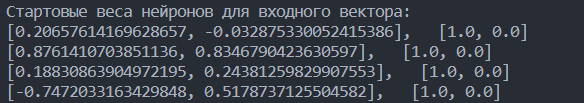 Стартовые веса нейронов для входного вектора:
[0.20657614169628657, -0.032875330052415386],   [1.0, 0.0]
[0.8761410703851136, 0.8346790423630597],   [1.0, 0.0]
[0.18830863904972195, 0.24381259829907553],   [1.0, 0.0]
[-0.7472033163429848, 0.5178737125504582],   [1.0, 0.0]